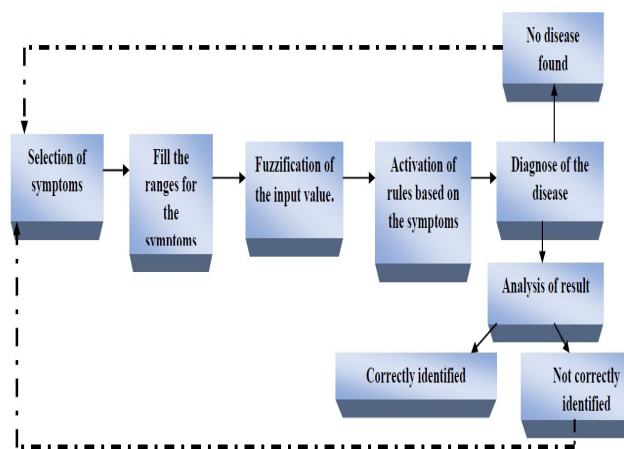 No disease
found
Selection of
symptoms
Fill the
ranges for
the
symptoms
Fuzzification of
the input value.
Activation of
rules based on
the symptoms
Diagnose of the
disease
Analysis of result
Correctly identified
Not correctly
identified